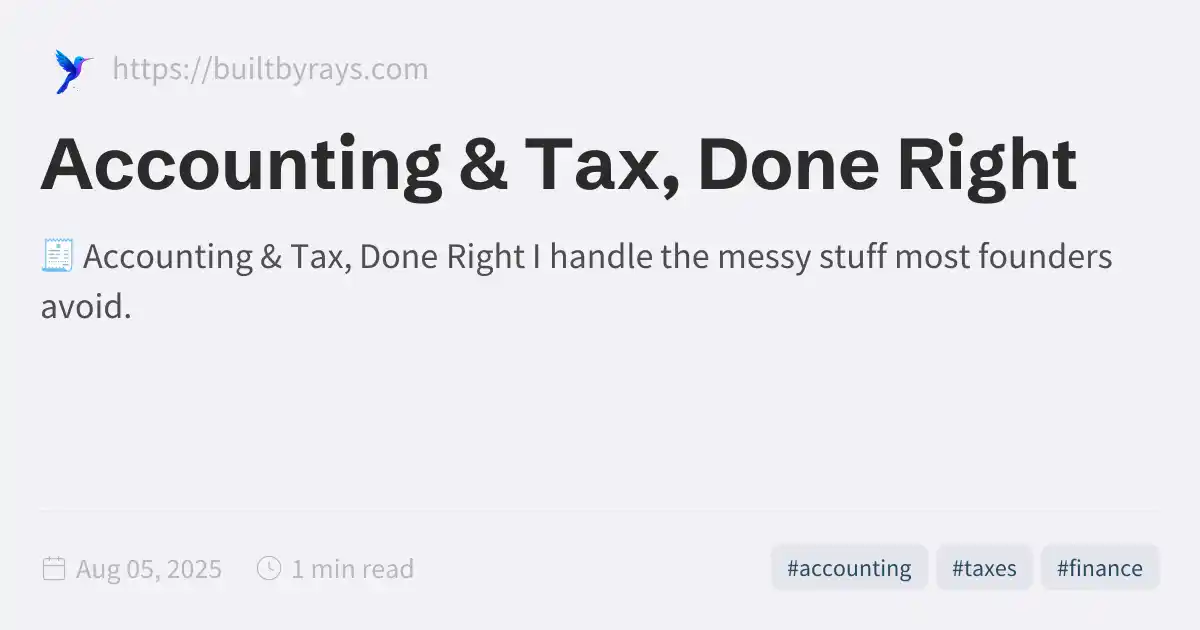 https://builtbyrays.com
Accounting & Tax, Done Right
🧾 Accounting & Tax, Done Right I handle the messy stuff most founders
avoid.
Aug 05, 2025 1 min read #accounting #taxes #finance